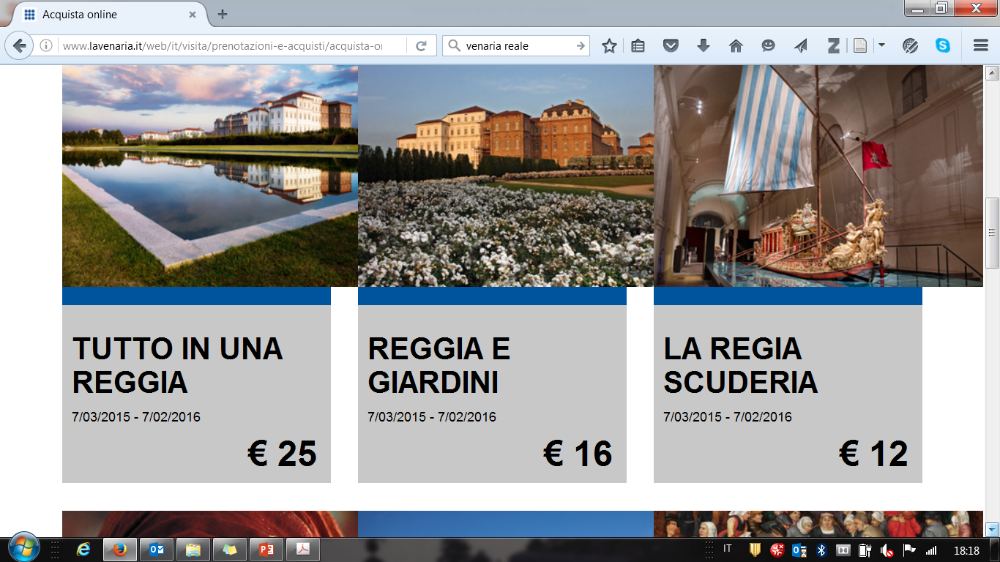 Acquista online
www.lavenaria.it/web/it/visita/prenotazioni-e-acquisti/acquista-o
venaria reale
TUTTO IN UNA
REGGIA
7/03/2015 - 7/02/2016
€ 25
REGGIA E
GIARDINI
7/03/2015 - 7/02/2016
€ 16
LA REGIA
SCUDERIA
7/03/2015 - 7/02/2016
€ 12
IT
18:18